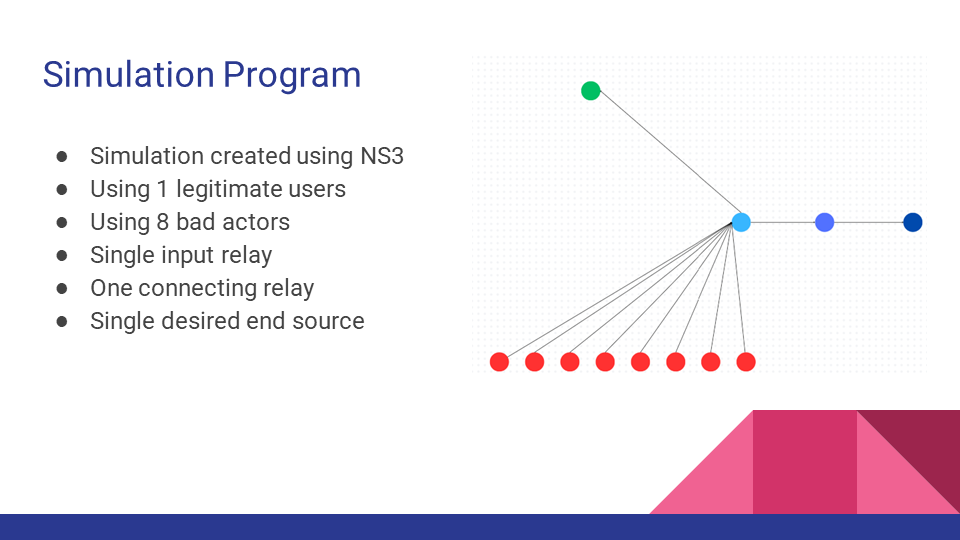 Simulation Program
● Simulation created using NS3
● Using 1 legitimate users
● Using 8 bad actors
● Single input relay
● One connecting relay
● Single desired end source